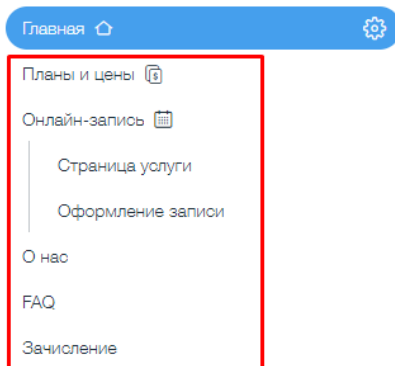 Главная
Планы и цены
Онлайн-запись
Страница услуги
Оформление записи
О нас
FAQ
Зачисление